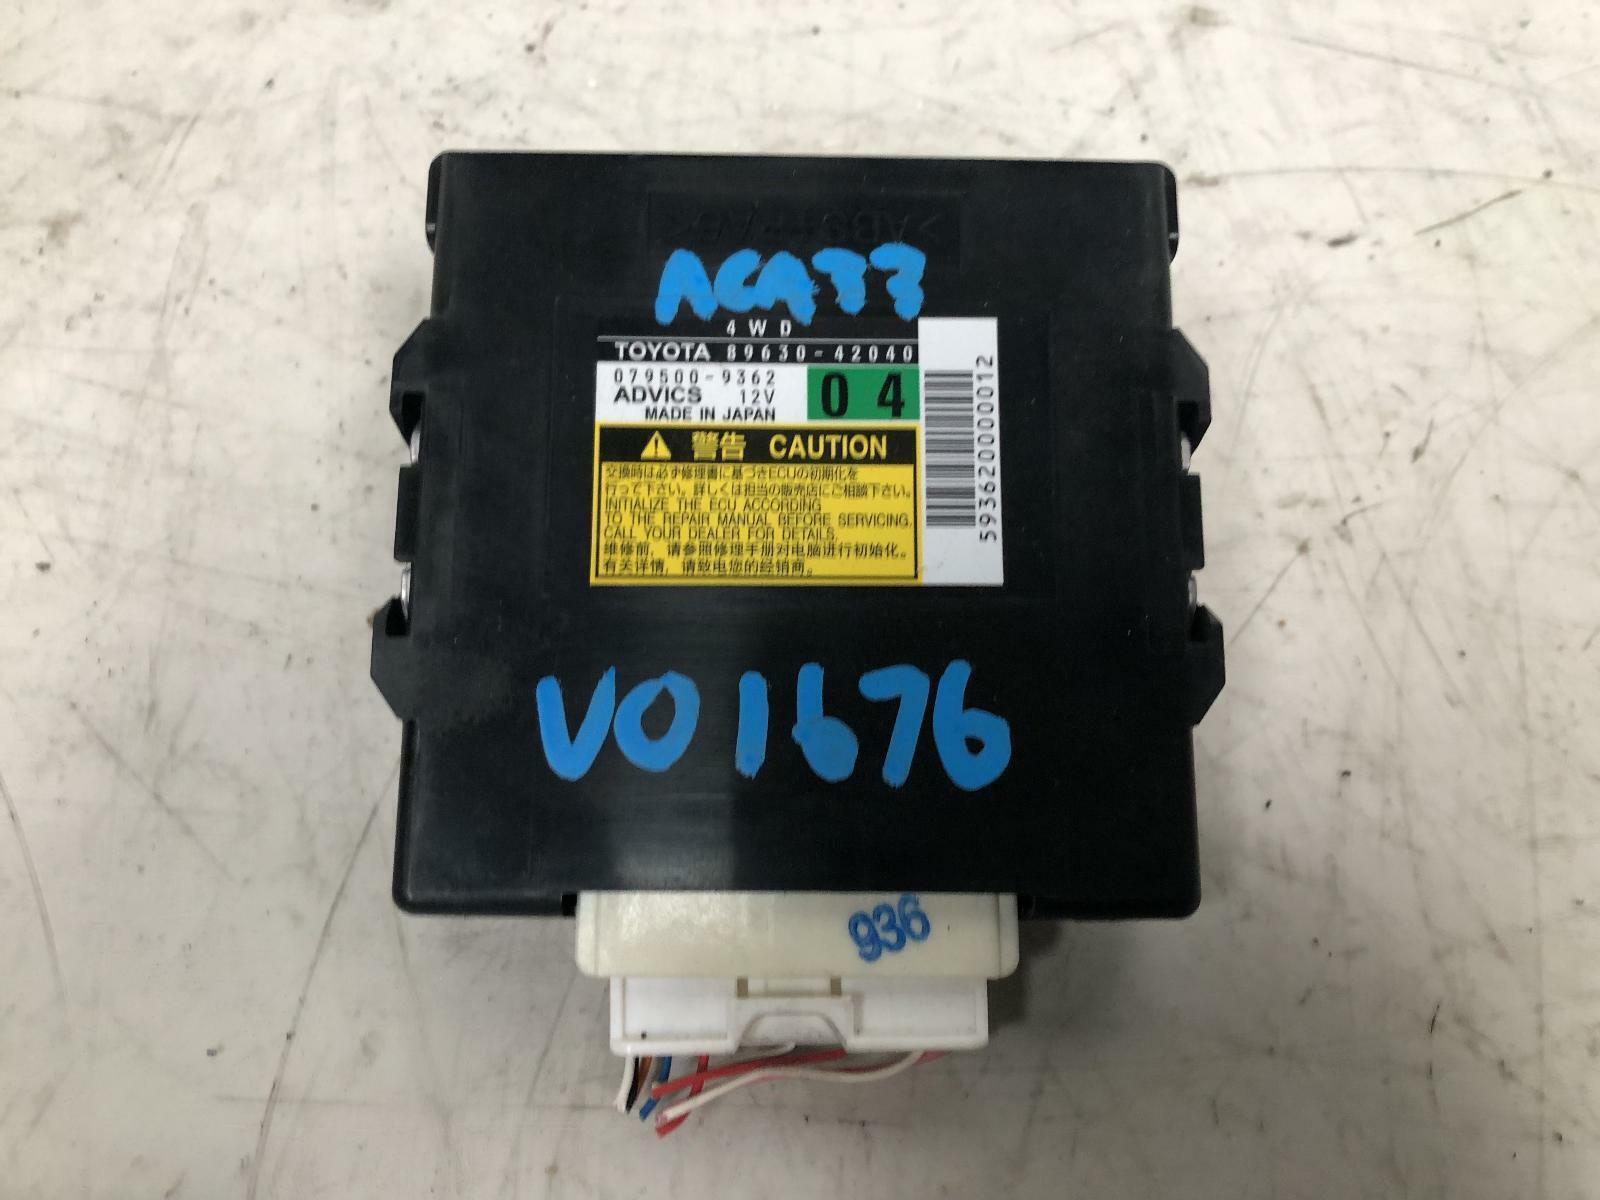 ACA33
4WD
TOYOTA 89630-42040
079500-9362
ADVICS 12V
MADE IN JAPAN
04
5936200000012
警告 CAUTION
交換時は必ず修理書に基づきECUの初期化を
行って下さい。詳しくは担当の販売店にご相談下さい。
INITIALIZE THE ECU ACCORDING
TO THE REPAIR MANUAL BEFORE SERVICING.
CALL YOUR DEALER FOR DETAILS.
维修前，请参照修理手册对电脑进行初始化。
有关详情，请致电您的经销商。
VO1676
936